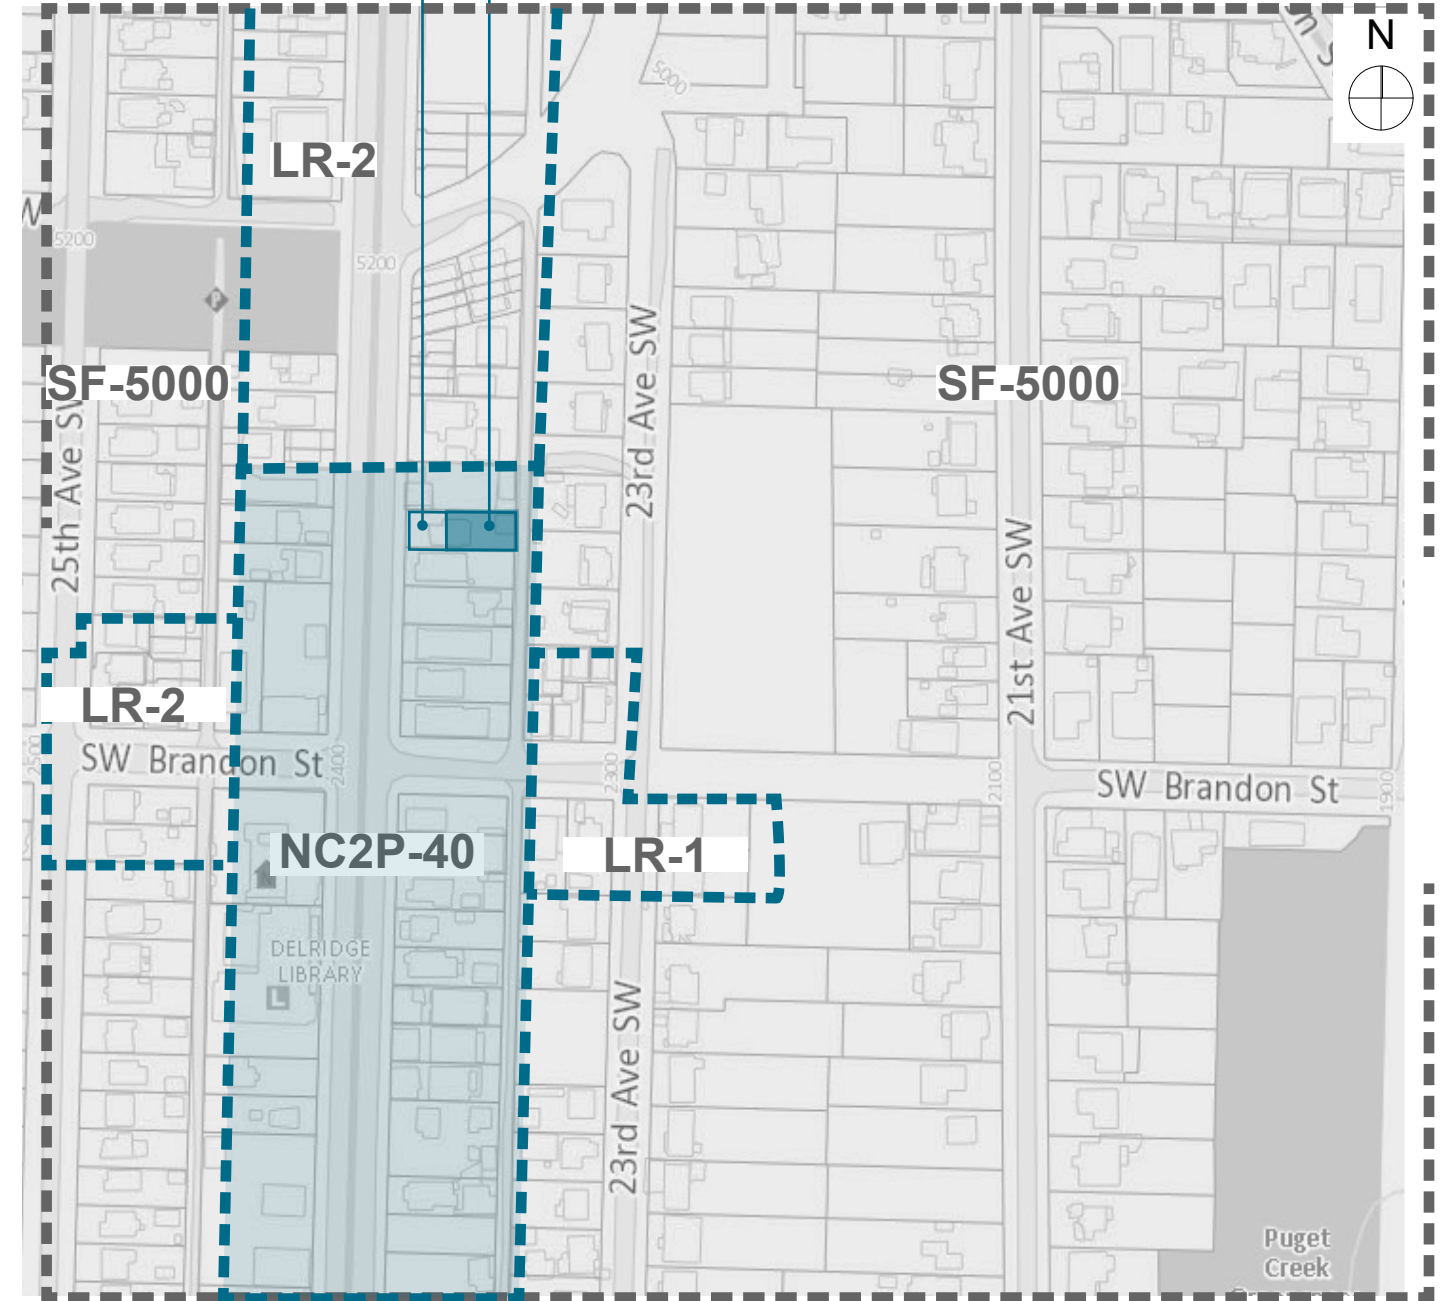 N
5000
LR-2
W
5200
5200
SF-5000
SF-5000
23rd Ave SW
25th Ave SW
21st Ave SW
LR-2
SW Brandon St
2500
2400
2300
2100
SW Brandon St
1900
NC2P-40
LR-1
DELRIDGE
LIBRARY
L
23rd Ave SW
Puget
Creek
P